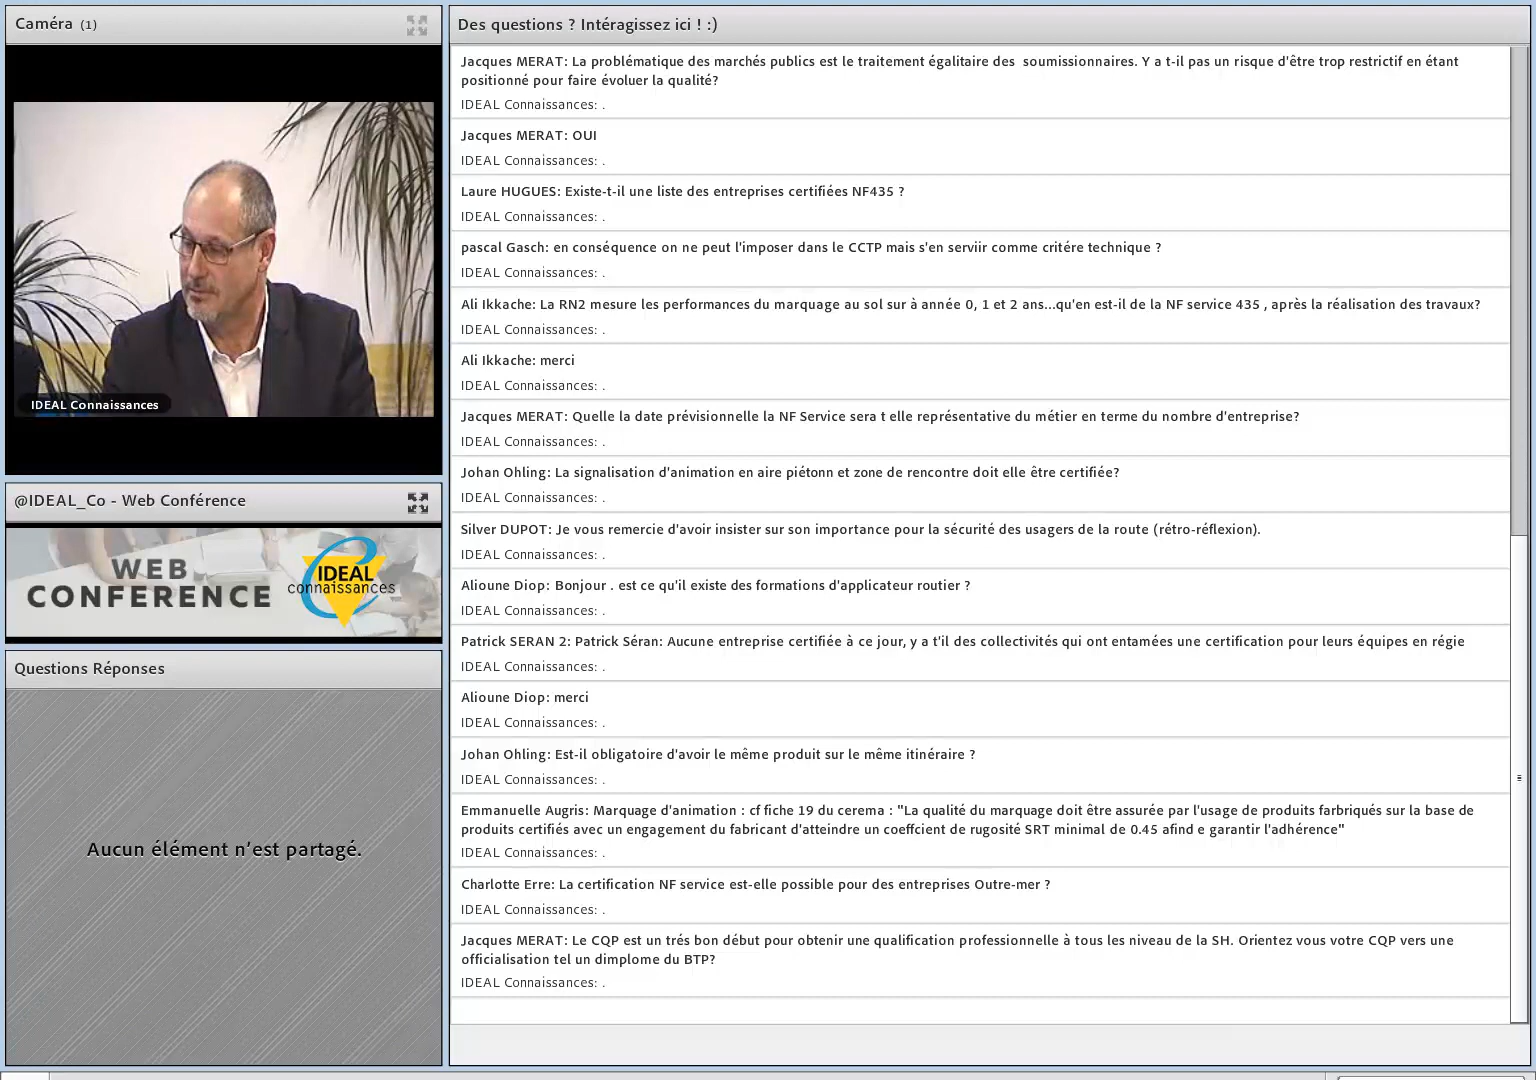 Caméra (1)
IDEAL Connaissances
@IDEAL_Co - Web Conférence
WEB
CONFERENCE
IDEAL
connaissances
Questions Réponses
Aucun élément n'est partagé.
Des questions ? Intéragissez ici ! :)
Jacques MERAT: La problématique des marchés publics est le traitement égalitaire des  soumissionnaires. Y a t-il pas un risque d'être trop restrictif en étant
positionné pour faire évoluer la qualité?
IDEAL Connaissances: .
Jacques MERAT: OUI
IDEAL Connaissances: .
Laure HUGUES: Existe-t-il une liste des entreprises certifiées NF435 ?
IDEAL Connaissances: .
pascal Gasch: en conséquence on ne peut l'imposer dans le CCTP mais s'en serviir comme critére technique ?
IDEAL Connaissances: .
Ali Ikkache: La RN2 mesure les performances du marquage au sol sur à année 0, 1 et 2 ans...qu'en est-il de la NF service 435 , après la réalisation des travaux?
IDEAL Connaissances: .
Ali Ikkache: merci
IDEAL Connaissances: .
Jacques MERAT: Quelle la date prévisionnelle la NF Service sera t elle représentative du métier en terme du nombre d'entreprise?
IDEAL Connaissances: .
Johan Ohling: La signalisation d'animation en aire piétonn et zone de rencontre doit elle être certifiée?
IDEAL Connaissances: .
Silver DUPOT: Je vous remercie d'avoir insister sur son importance pour la sécurité des usagers de la route (rétro-réflexion).
IDEAL Connaissances: .
Alioune Diop: Bonjour . est ce qu'il existe des formations d'applicateur routier ?
IDEAL Connaissances: .
Patrick SERAN 2: Patrick Séran: Aucune entreprise certifiée à ce jour, y a t'il des collectivités qui ont entamées une certification pour leurs équipes en régie
IDEAL Connaissances: .
Alioune Diop: merci
IDEAL Connaissances: .
Johan Ohling: Est-il obligatoire d'avoir le même produit sur le même itinéraire ?
IDEAL Connaissances: .
Emmanuelle Augris: Marquage d'animation : cf fiche 19 du cerema : "La qualité du marquage doit être assurée par l'usage de produits farbriqués sur la base de
produits certifiés avec un engagement du fabricant d'atteindre un coeffcient de rugosité SRT minimal de 0.45 afind e garantir l'adhérence"
IDEAL Connaissances: .
Charlotte Erre: La certification NF service est-elle possible pour des entreprises Outre-mer ?
IDEAL Connaissances: .
Jacques MERAT: Le CQP est un trés bon début pour obtenir une qualification professionnelle à tous les niveau de la SH. Orientez vous votre CQP vers une
officialisation tel un dimplome du BTP?
IDEAL Connaissances: .